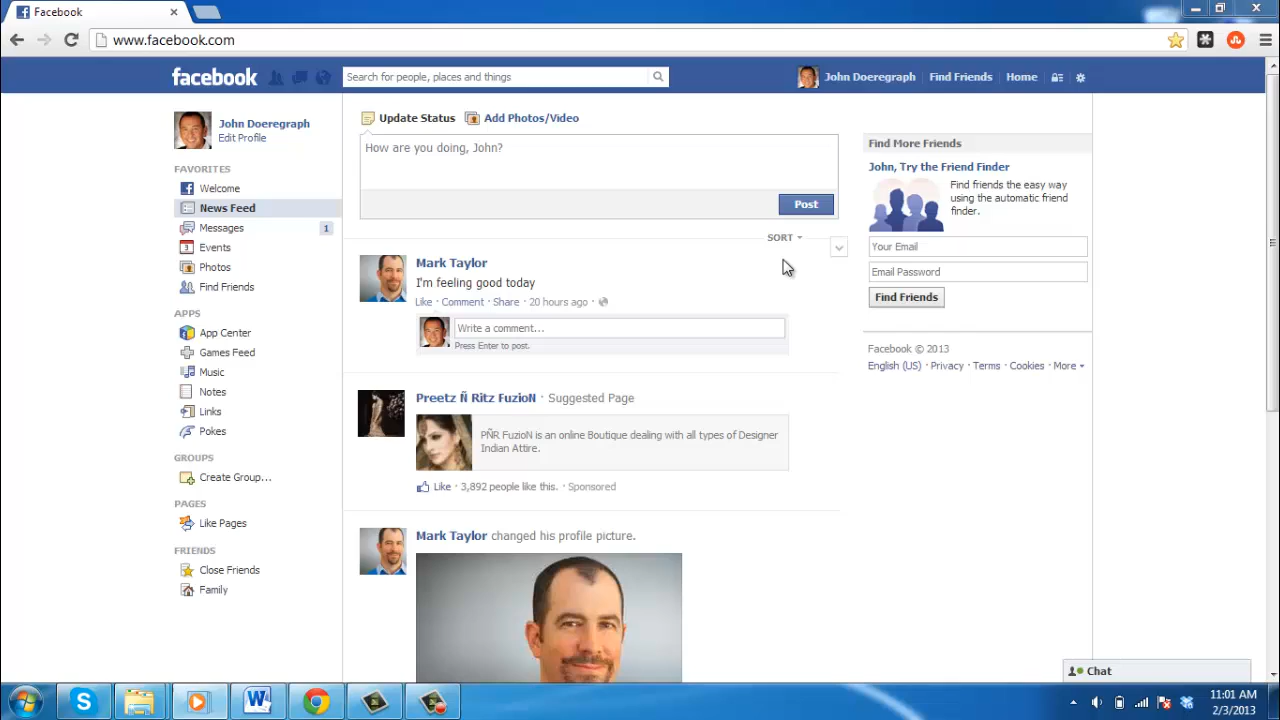 Facebook
www.facebook.com
facebook
Search for people, places and things
John Doeregraph
Find Friends
Home
John Doeregraph
Edit Profile
FAVORITES
Welcome
News Feed
Messages 1
Events
Photos
Find Friends
APPS
App Center
Games Feed
Music
Notes
Links
Pokes
GROUPS
Create Group...
PAGES
Like Pages
FRIENDS
Close Friends
Family
Update Status Add Photos/Video
How are you doing, John?
Post
SORT
Mark Taylor
I'm feeling good today
Like · Comment · Share · 20 hours ago ·
Write a comment...
Press Enter to post.
Preetz Ñ Ritz FuzioN · Suggested Page
PÑR FuzioN is an online Boutique dealing with all types of Designer
Indian Attire.
Like · 3,892 people like this. · Sponsored
Mark Taylor changed his profile picture.
Find More Friends
John, Try the Friend Finder
Find friends the easy way
using the automatic friend
finder.
Your Email
Email Password
Find Friends
Facebook © 2013
English (US) · Privacy · Terms · Cookies · More
Chat
11:01 AM
2/3/2013